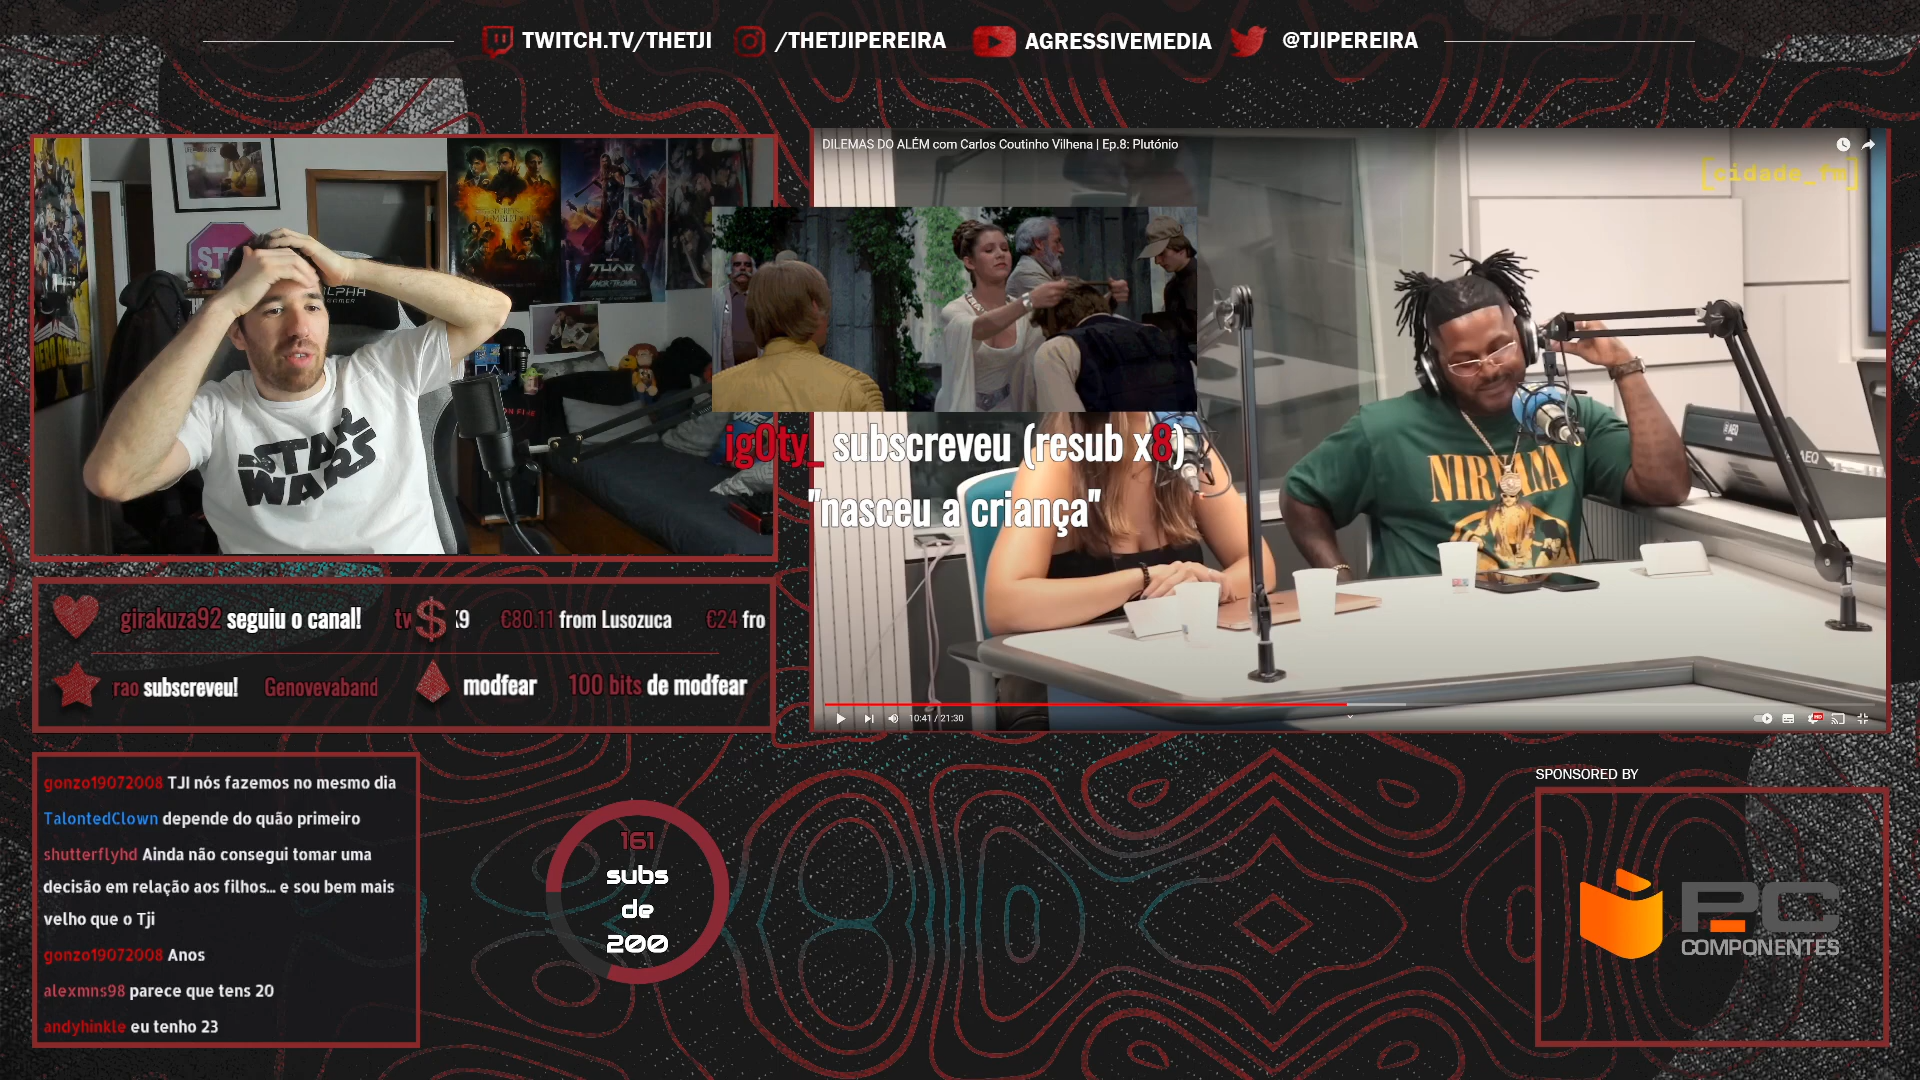 TWITCH.TV/THETJI
/THETJIPEREIRA
AGRESSIVEMEDIA
@TJIPEREIRA
DILEMAS DO ALÉM com Carlos Coutinho Vilhena | Ep.8: Plutónio
[cidade_fm]
THOR
STAR
WARS
NIRVANA
AEQ
AEQ
ig0ty_ subscreveu (resub x8)
"nasceu a criança"
10:41 / 21:30
girakuza92 seguiu o canal!
€80.11 from Lusozuca
€24 fro
rao subscreveu!
Genovevaband
modfear
100 bits de modfear
gonzo19072008 TJI nós fazemos no mesmo dia
TalontedClown depende do quão primeiro
shutterflyhd Ainda não consegui tomar uma
decisão em relação aos filhos... e sou bem mais
velho que o Tji
gonzo19072008 Anos
alexmns98 parece que tens 20
andyhinkle eu tenho 23
161
subs
de
200
SPONSORED BY
PC
COMPONENTES